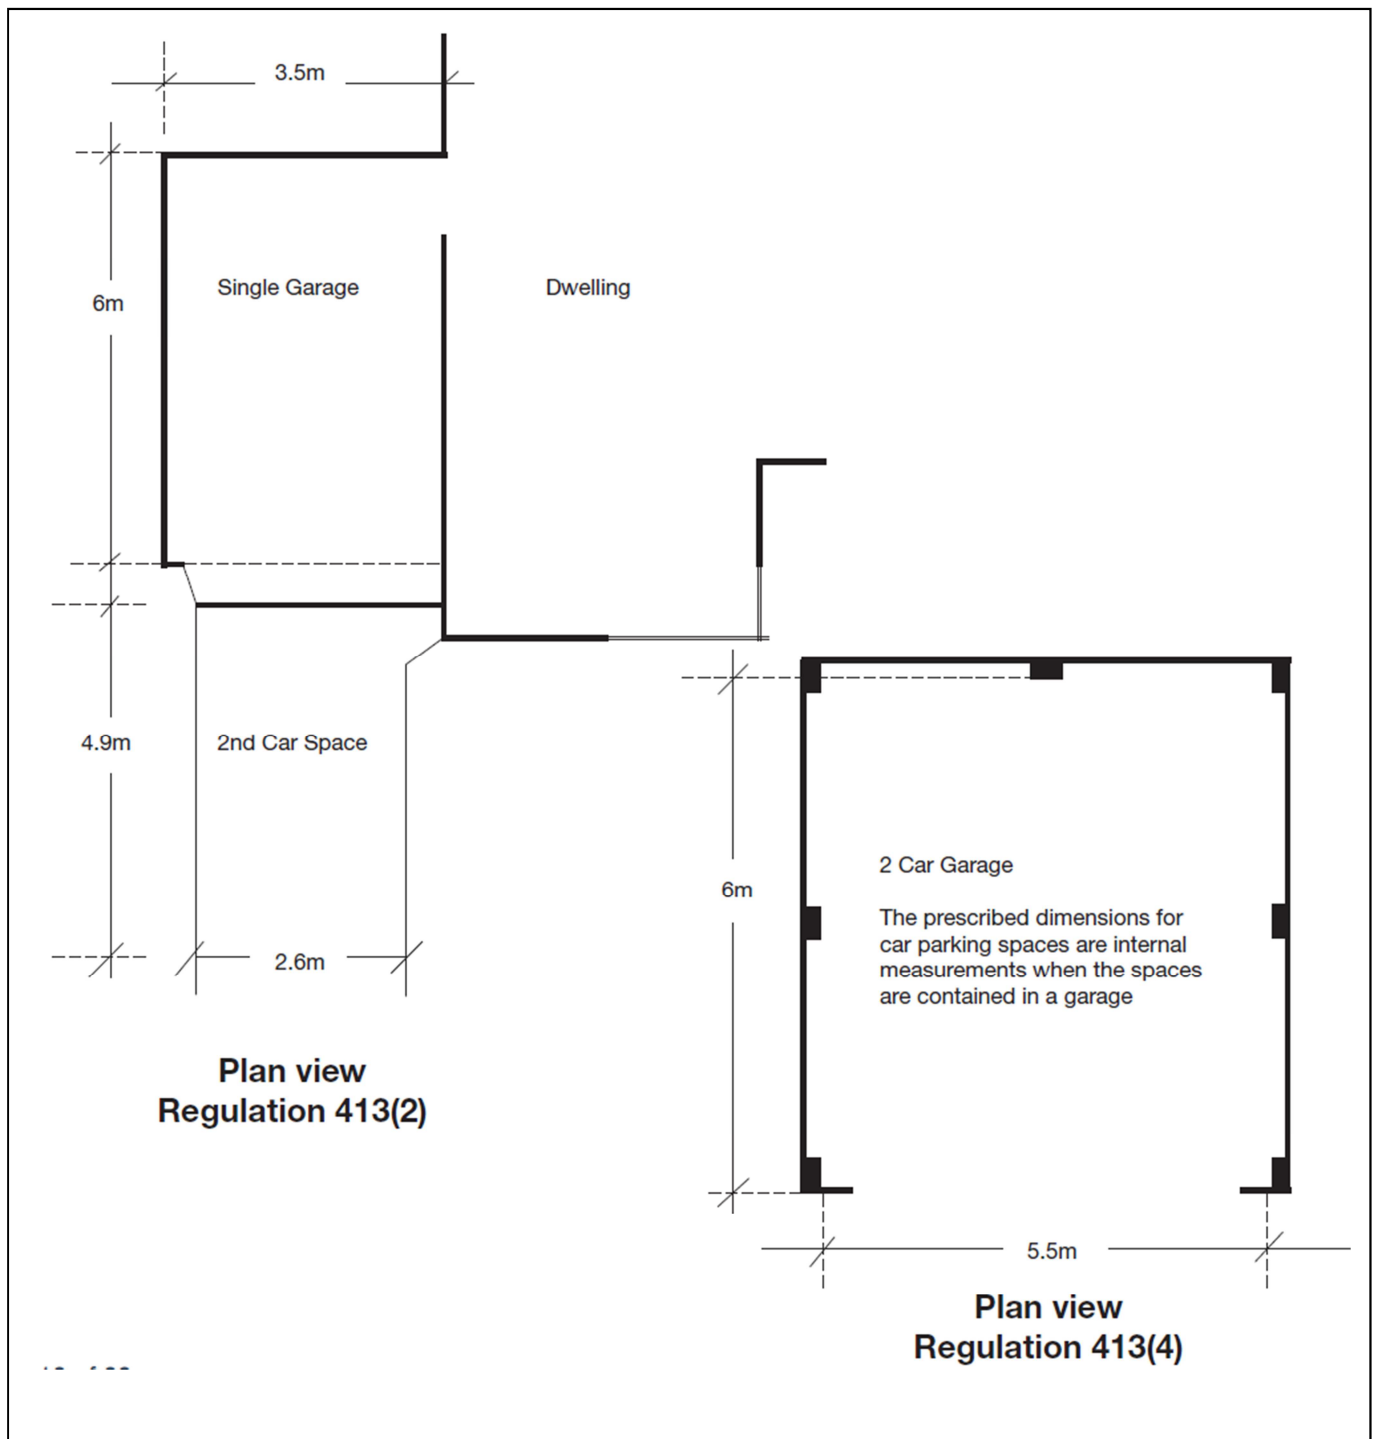 3.5m
6m
Single Garage
Dwelling
4.9m
2nd Car Space
2.6m
Plan view
Regulation 413(2)
6m
2 Car Garage
The prescribed dimensions for
car parking spaces are internal
measurements when the spaces
are contained in a garage
5.5m
Plan view
Regulation 413(4)